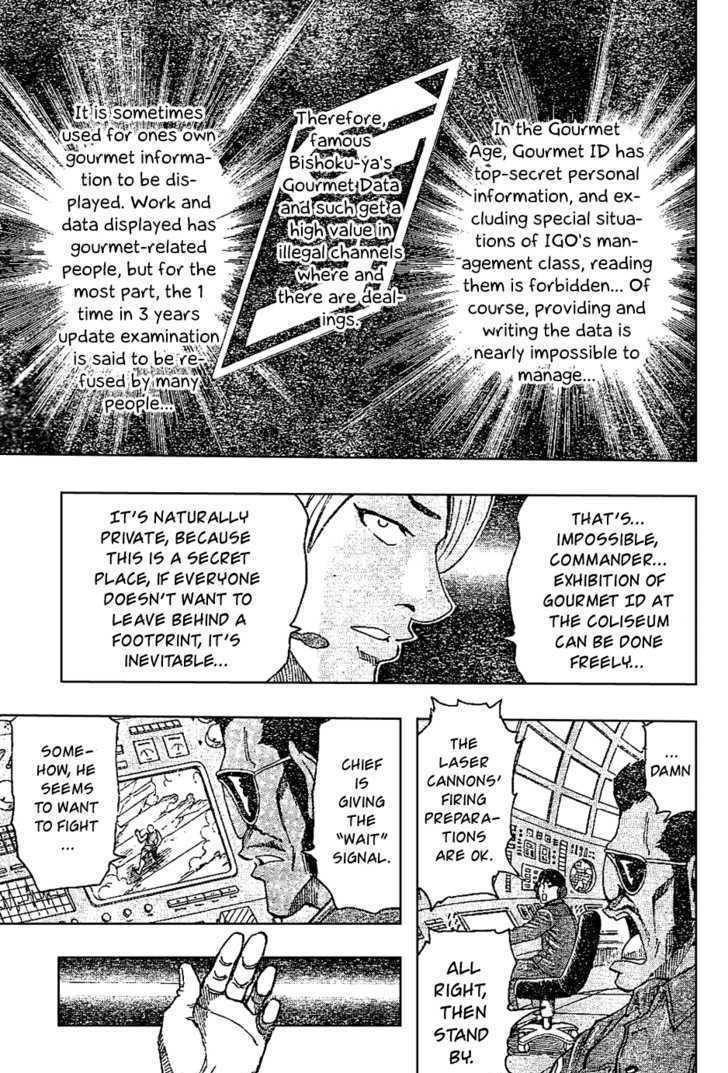 In the Gourmet
Age, Gourmet ID has
top-secret personal
information, and ex-
cluding special situa-
tions of IGO's man-
agement class, reading
them is forbidden... Of
course, providing and
writing the data is
nearly impossible to
manage...
Therefore,
famous
Bishoku-ya's
Gourmet Data
and such get a
high value in
illegal channels
where and
there are deal-
ings.
It is sometimes
used for ones own
gourmet informa-
tion to be dis-
played. Work and
data displayed has
gourmet-related
people, but for the
most part, the 1
time in 3 years
update examination
is said to be re-
fused by many
people...
THAT'S...
IMPOSSIBLE,
COMMANDER...
EXHIBITION OF
GOURMET ID AT
THE COLISEUM
CAN BE DONE
FREELY...
IT'S NATURALLY
PRIVATE, BECAUSE
THIS IS A SECRET
PLACE, IF EVERYONE
DOESN'T WANT TO
LEAVE BEHIND A
FOOTPRINT, IT'S
INEVITABLE...
...
DAMN
THE
LASER
CANNONS'
FIRING
PREPARA-
TIONS
ARE OK.
ALL
RIGHT,
THEN
STAND
BY.
CHIEF
IS
GIVING
THE
"WAIT"
SIGNAL.
SOME-
HOW, HE
SEEMS
TO WANT
TO FIGHT
...